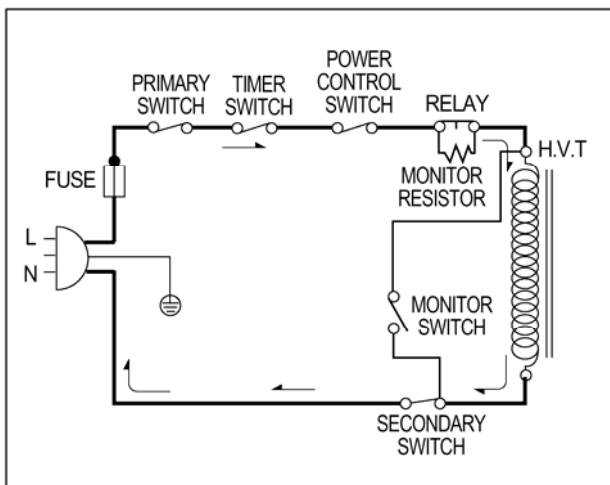 POWER
CONTROL
SWITCH
PRIMARY
SWITCH
TIMER
SWITCH
RELAY
H.V.T
FUSE
MONITOR
RESISTOR
L
N
MONITOR
SWITCH
SECONDARY
SWITCH